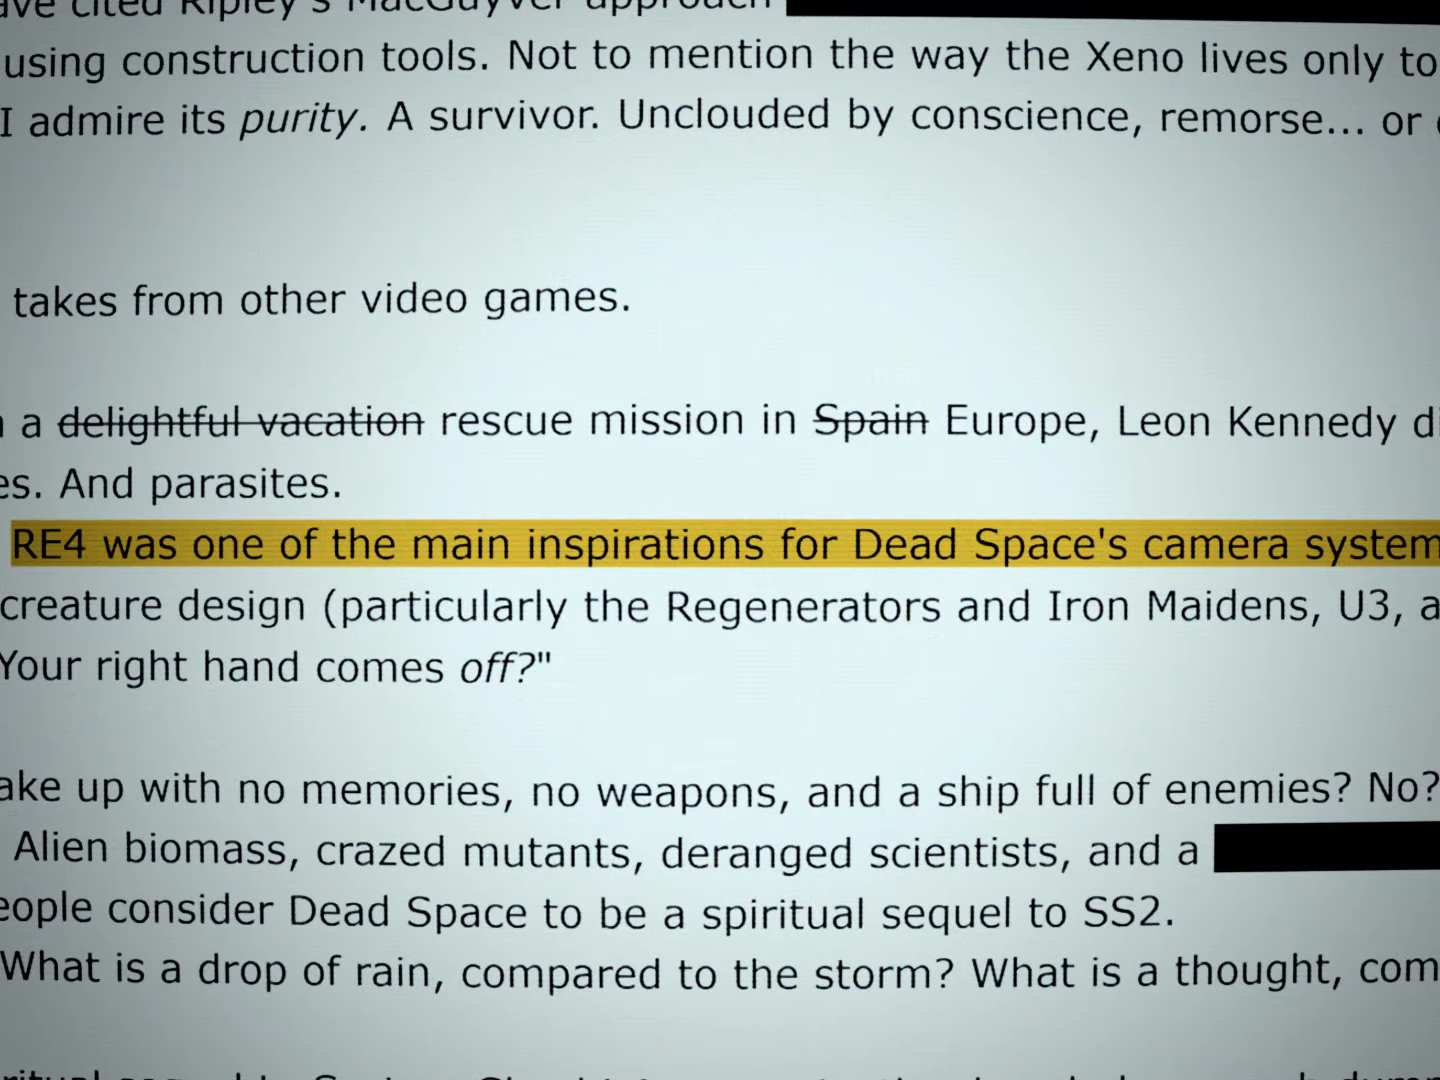 cited Ripley's MacGuyver approach
using construction tools. Not to mention the way the Xeno lives only to
I admire its purity. A survivor. Unclouded by conscience, remorse... or
takes from other video games.
a delightful vacation rescue mission in Spain Europe, Leon Kennedy
And parasites.
RE4 was one of the main inspirations for Dead Space's camera system
creature design (particularly the Regenerators and Iron Maidens, U3,
Your right hand comes off?"
up with no memories, no weapons, and a ship full of enemies? No?
Alien biomass, crazed mutants, deranged scientists, and a
consider Dead Space to be a spiritual sequel to SS2.
What is a drop of rain, compared to the storm? What is a thought,